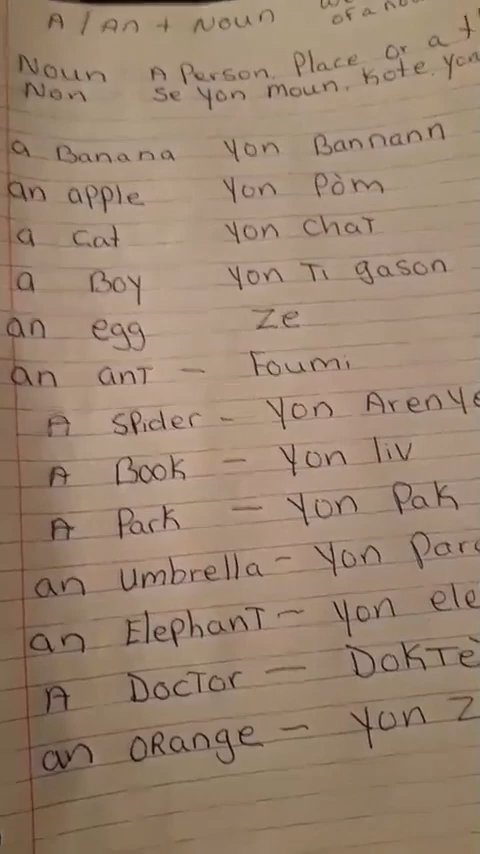 A / An + Noun of a
Noun A Person, Place or a
Non Se yon moun, Kote, yon
a Banana Yon Bannann
an apple Yon Pòm
a Cat Yon ChaT
a Boy Yon Ti gason
an egg Ze
an anT - Foumi
A Spider - Yon Arenye
A Book - Yon liv
A Park - Yon Pak
an Umbrella - Yon
an ElephanT - Yon
A DocTor - DokTè
an ORange - Yon